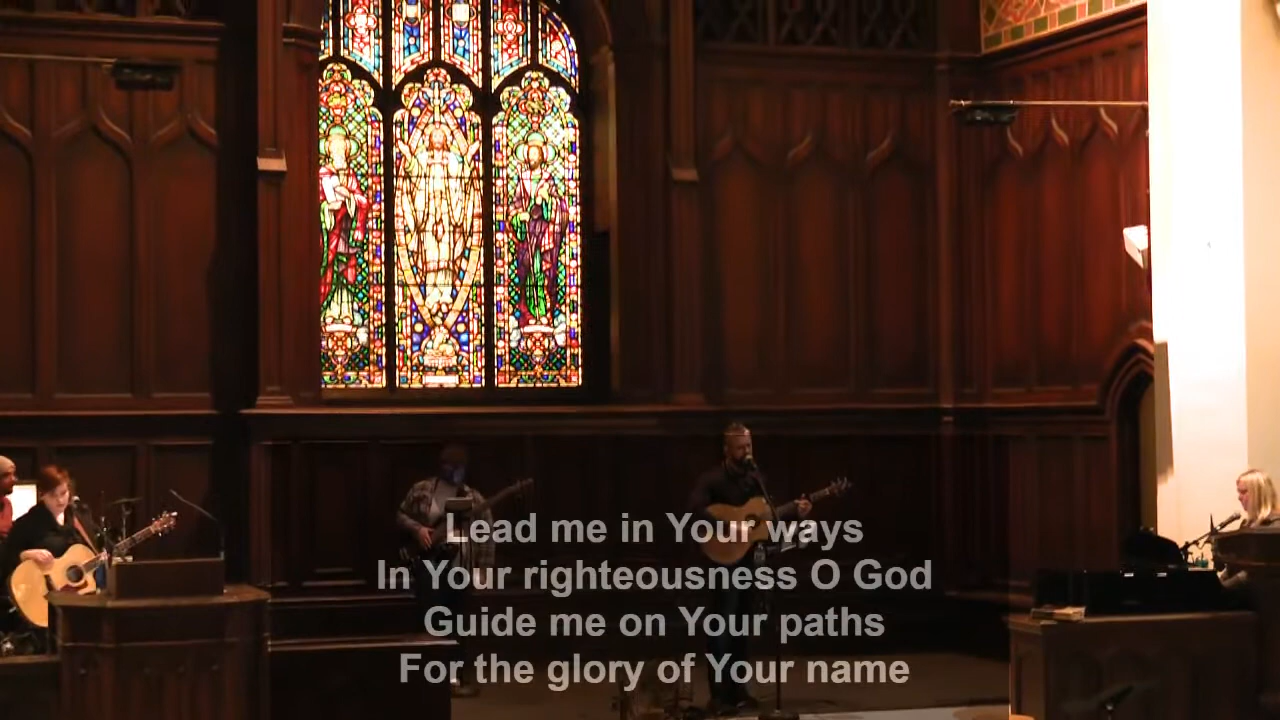 Lead me in Your ways
In Your righteousness O God
Guide me on Your paths
For the glory of Your name